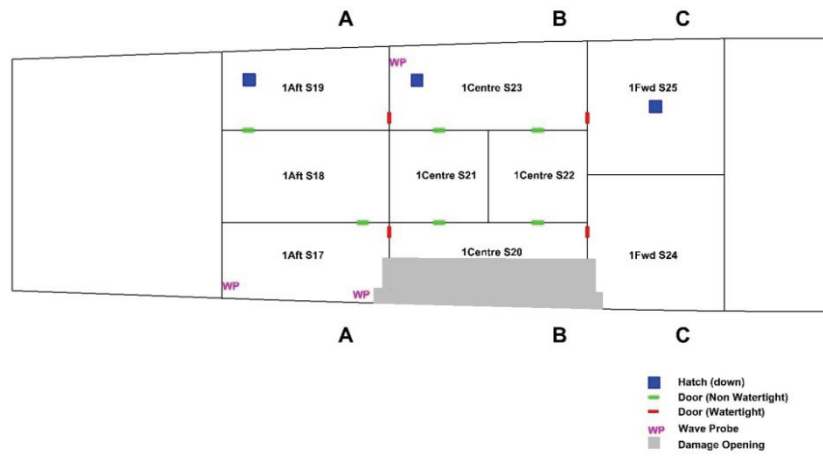 A B C
WP
1Aft S19 1Centre S23 1Fwd S25
1Aft S18 1Centre S21 1Centre S22
1Aft S17 1Centre S20 1Fwd S24
WP WP
A B C
Hatch (down)
Door (Non Watertight)
Door (Watertight)
WP Wave Probe
Damage Opening